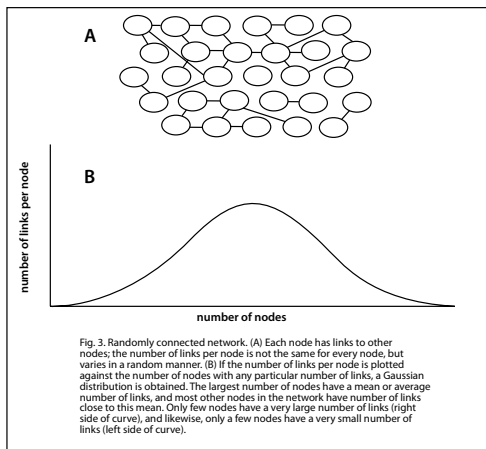 A
B
number of links per node
number of nodes
Fig. 3. Randomly connected network. (A) Each node has links to other
nodes; the number of links per node is not the same for every node, but
varies in a random manner. (B) If the number of links per node is plotted
against the number of nodes with any particular number of links, a Gaussian
distribution is obtained. The largest number of nodes have a mean or average
number of links, and most other nodes in the network have number of links
close to this mean. Only few nodes have a very large number of links (right
side of curve), and likewise, only a few nodes have a very small number of
links (left side of curve).